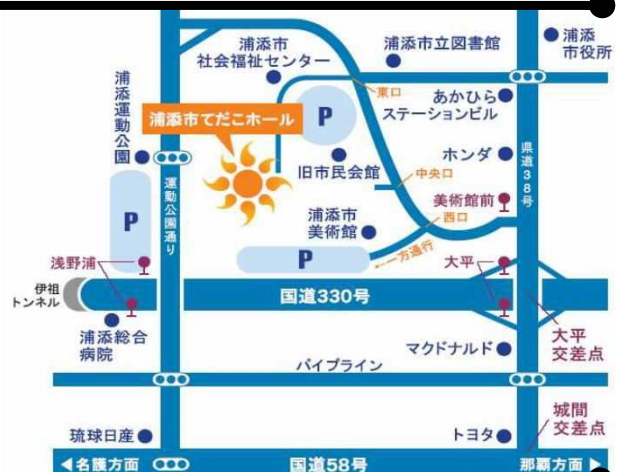 浦添
市役所
浦添市立図書館
浦添市
社会福祉センター
東口
あかひら
ステーションビル
浦添運動公園
浦添市てだこホール
P
旧市民会館
ホンダ
県道38号
中央口
美術館前
運動公園通り
P
浦添市
美術館
西口
P
一方通行
浅野浦
大平
伊祖
トンネル
国道330号
浦添総合
病院
マクドナルド
大平
交差点
パイプライン
城間
交差点
琉球日産
トヨタ
◀名護方面
国道58号
那覇方面▶